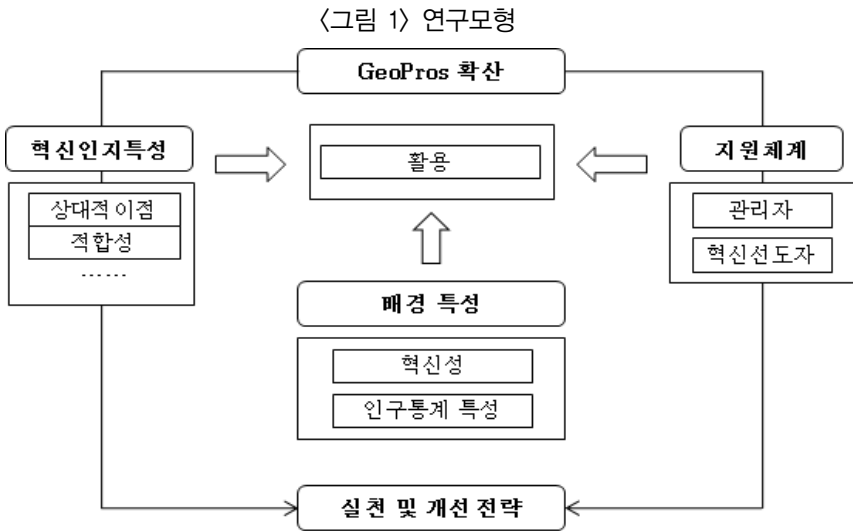 〈그림 1〉 연구모형
GeoPros 확산
혁신인지특성
활용
지원체계
상대적 이점
적합성
……
관리자
혁신선도자
배경 특성
혁신성
인구통계 특성
실천 및 개선 전략